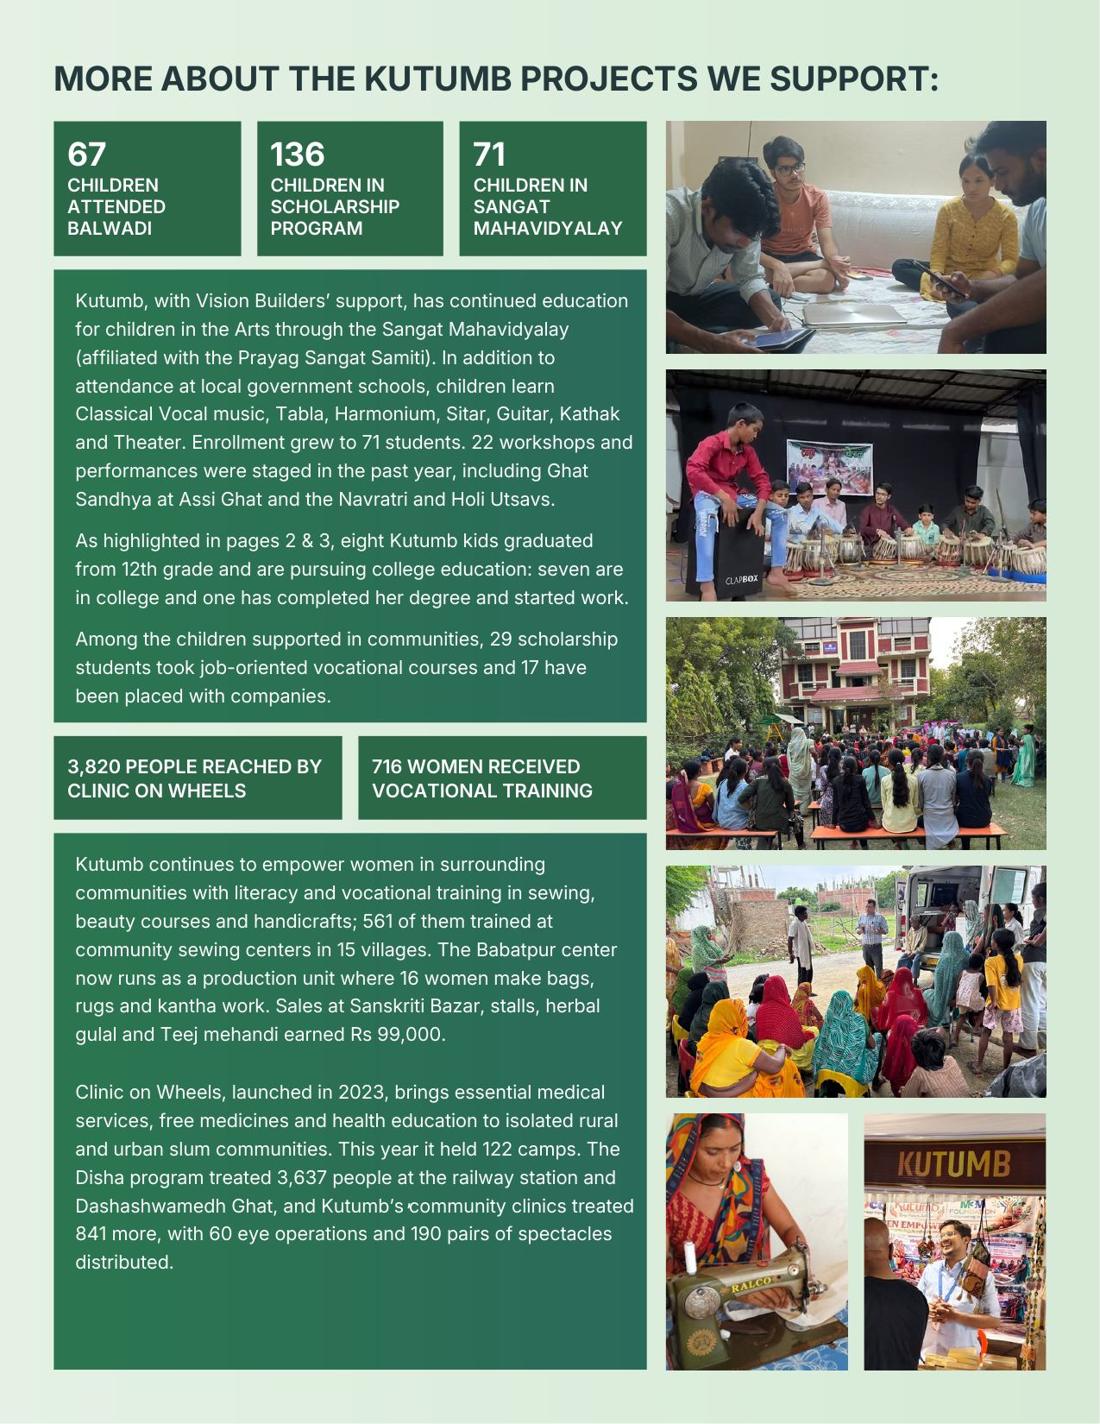 MORE ABOUT THE KUTUMB PROJECTS WE SUPPORT:
67
CHILDREN
ATTENDED
BALWADI
136
CHILDREN IN
SCHOLARSHIP
PROGRAM
71
CHILDREN IN
SANGAT
MAHAVIDYALAY
Kutumb, with Vision Builders’ support, has continued education
for children in the Arts through the Sangat Mahavidyalay
(affiliated with the Prayag Sangat Samiti). In addition to
attendance at local government schools, children learn
Classical Vocal music, Tabla, Harmonium, Sitar, Guitar, Kathak
and Theater. Enrollment grew to 71 students. 22 workshops and
performances were staged in the past year, including Ghat
Sandhya at Assi Ghat and the Navratri and Holi Utsavs.
As highlighted in pages 2 & 3, eight Kutumb kids graduated
from 12th grade and are pursuing college education: seven are
in college and one has completed her degree and started work.
Among the children supported in communities, 29 scholarship
students took job-oriented vocational courses and 17 have
been placed with companies.
3,820 PEOPLE REACHED BY
CLINIC ON WHEELS
716 WOMEN RECEIVED
VOCATIONAL TRAINING
Kutumb continues to empower women in surrounding
communities with literacy and vocational training in sewing,
beauty courses and handicrafts; 561 of them trained at
community sewing centers in 15 villages. The Babatpur center
now runs as a production unit where 16 women make bags,
rugs and kantha work. Sales at Sanskriti Bazar, stalls, herbal
gulal and Teej mehandi earned Rs 99,000.
Clinic on Wheels, launched in 2023, brings essential medical
services, free medicines and health education to isolated rural
and urban slum communities. This year it held 122 camps. The
Disha program treated 3,637 people at the railway station and
Dashashwamedh Ghat, and Kutumb’s community clinics treated
841 more, with 60 eye operations and 190 pairs of spectacles
distributed.
CLAPBOX
RALCO
KUTUMB